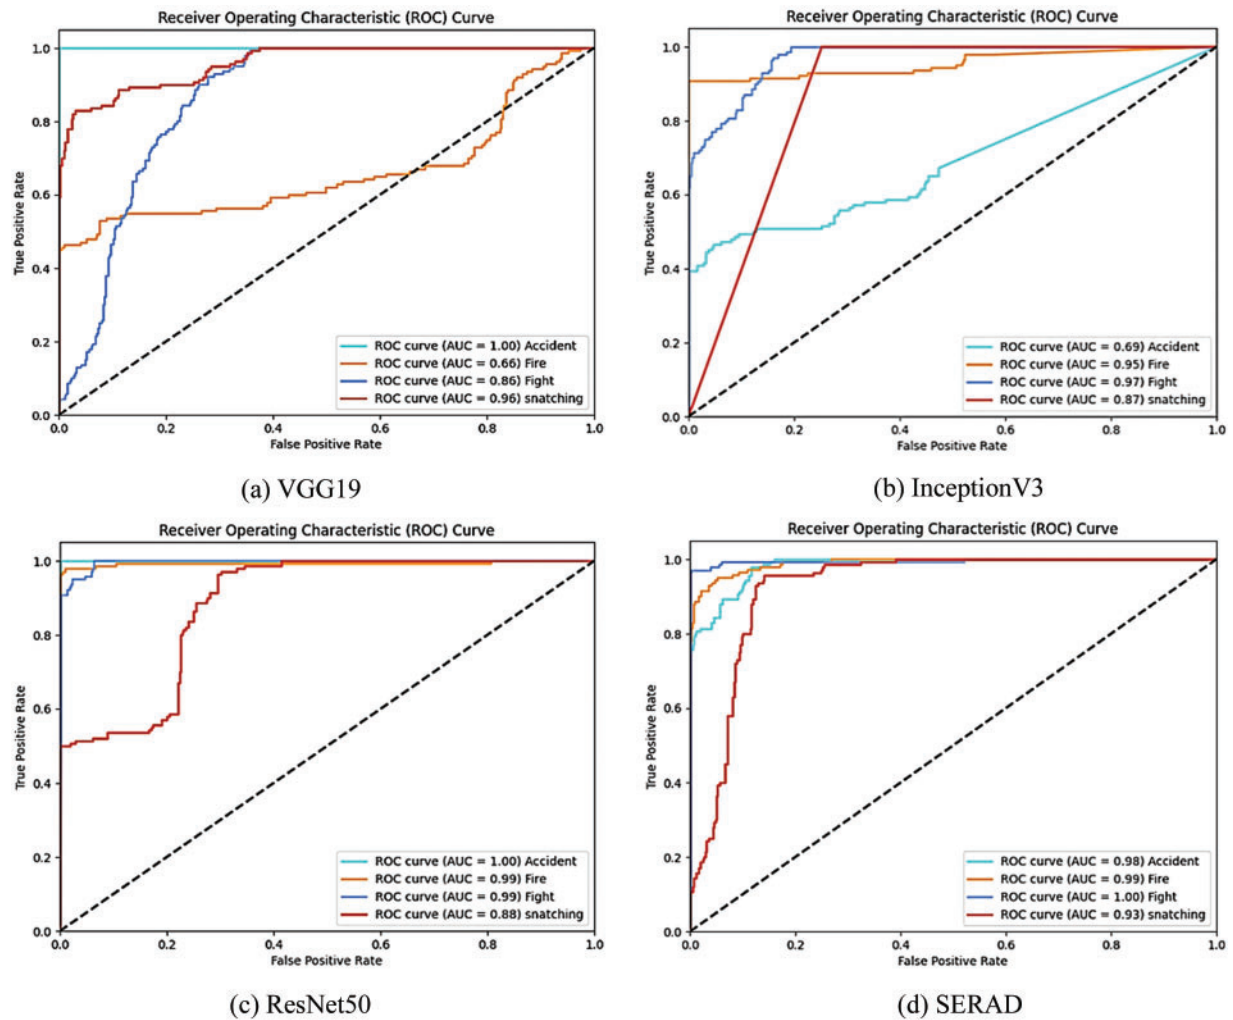 Receiver Operating Characteristic (ROC) Curve
1.0
0.8
0.6
0.4
0.2
0.0
True Positive Rate
ROC curve (AUC = 1.00) Accident
ROC curve (AUC = 0.66) Fire
ROC curve (AUC = 0.86) Fight
ROC curve (AUC = 0.96) snatching
0.0 0.2 0.4 0.6 0.8 1.0
False Positive Rate
(a) VGG19
Receiver Operating Characteristic (ROC) Curve
1.0
0.8
0.6
0.4
0.2
0.0
True Positive Rate
ROC curve (AUC = 0.69) Accident
ROC curve (AUC = 0.95) Fire
ROC curve (AUC = 0.97) Fight
ROC curve (AUC = 0.87) snatching
0.0 0.2 0.4 0.6 0.8 1.0
False Positive Rate
(b) InceptionV3
Receiver Operating Characteristic (ROC) Curve
1.0
0.8
0.6
0.4
0.2
0.0
True Positive Rate
ROC curve (AUC = 1.00) Accident
ROC curve (AUC = 0.99) Fire
ROC curve (AUC = 0.99) Fight
ROC curve (AUC = 0.88) snatching
0.0 0.2 0.4 0.6 0.8 1.0
False Positive Rate
(c) ResNet50
Receiver Operating Characteristic (ROC) Curve
1.0
0.8
0.6
0.4
0.2
0.0
True Positive Rate
ROC curve (AUC = 0.98) Accident
ROC curve (AUC = 0.99) Fire
ROC curve (AUC = 1.00) Fight
ROC curve (AUC = 0.93) snatching
0.0 0.2 0.4 0.6 0.8 1.0
False Positive Rate
(d) SERAD